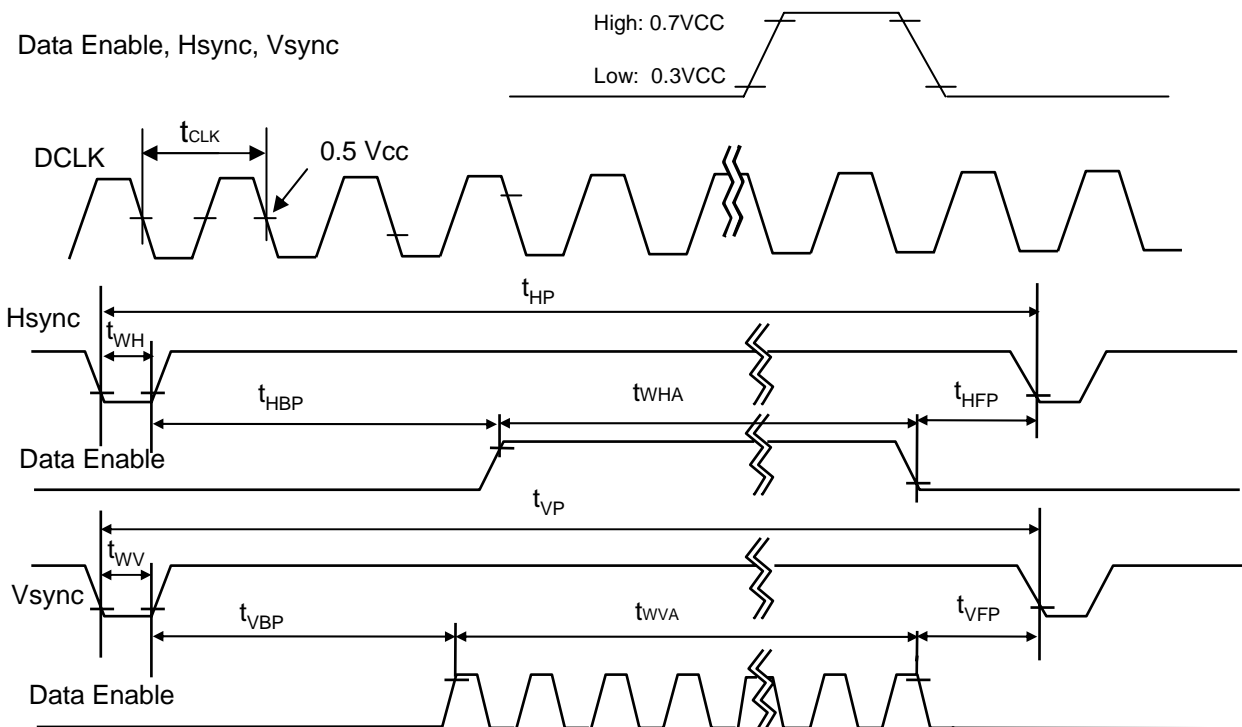 High: 0.7VCC
Data Enable, Hsync, Vsync
Low: 0.3VCC
tCLK
DCLK
0.5 Vcc
tHP
Hsync
tWH
tHBP
tWHA
tHFP
Data Enable
tVP
tWV
Vsync
tVBP
tWVA
tVFP
Data Enable